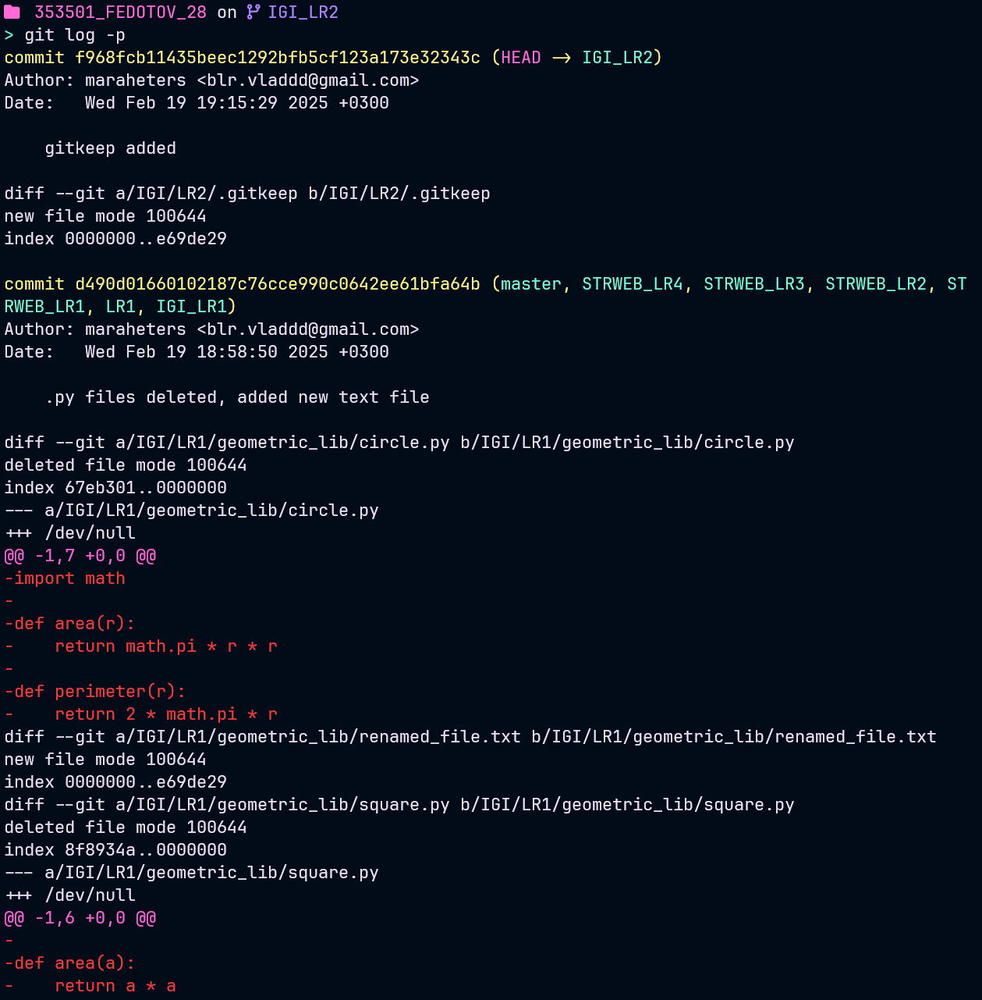 353501_FEDOTOV_28 on IGI_LR2
> git log -p
commit f968fcb11435beec1292bfb5cf123a173e32343c (HEAD -> IGI_LR2)
Author: maraheters <blr.vladdd@gmail.com>
Date:   Wed Feb 19 19:15:29 2025 +0300
    gitkeep added
diff --git a/IGI/LR2/.gitkeep b/IGI/LR2/.gitkeep
new file mode 100644
index 0000000..e69de29
commit d490d01660102187c76cce990c0642ee61bfa64b (master, STRWEB_LR4, STRWEB_LR3, STRWEB_LR2, ST
RWEB_LR1, LR1, IGI_LR1)
Author: maraheters <blr.vladdd@gmail.com>
Date:   Wed Feb 19 18:58:50 2025 +0300
    .py files deleted, added new text file
diff --git a/IGI/LR1/geometric_lib/circle.py b/IGI/LR1/geometric_lib/circle.py
deleted file mode 100644
index 67eb301..0000000
--- a/IGI/LR1/geometric_lib/circle.py
+++ /dev/null
@@ -1,7 +0,0 @@
-import math
-
-def area(r):
-    return math.pi * r * r
-
-def perimeter(r):
-    return 2 * math.pi * r
diff --git a/IGI/LR1/geometric_lib/renamed_file.txt b/IGI/LR1/geometric_lib/renamed_file.txt
new file mode 100644
index 0000000..e69de29
diff --git a/IGI/LR1/geometric_lib/square.py b/IGI/LR1/geometric_lib/square.py
deleted file mode 100644
index 8f8934a..0000000
--- a/IGI/LR1/geometric_lib/square.py
+++ /dev/null
@@ -1,6 +0,0 @@
-
-def area(a):
-    return a * a